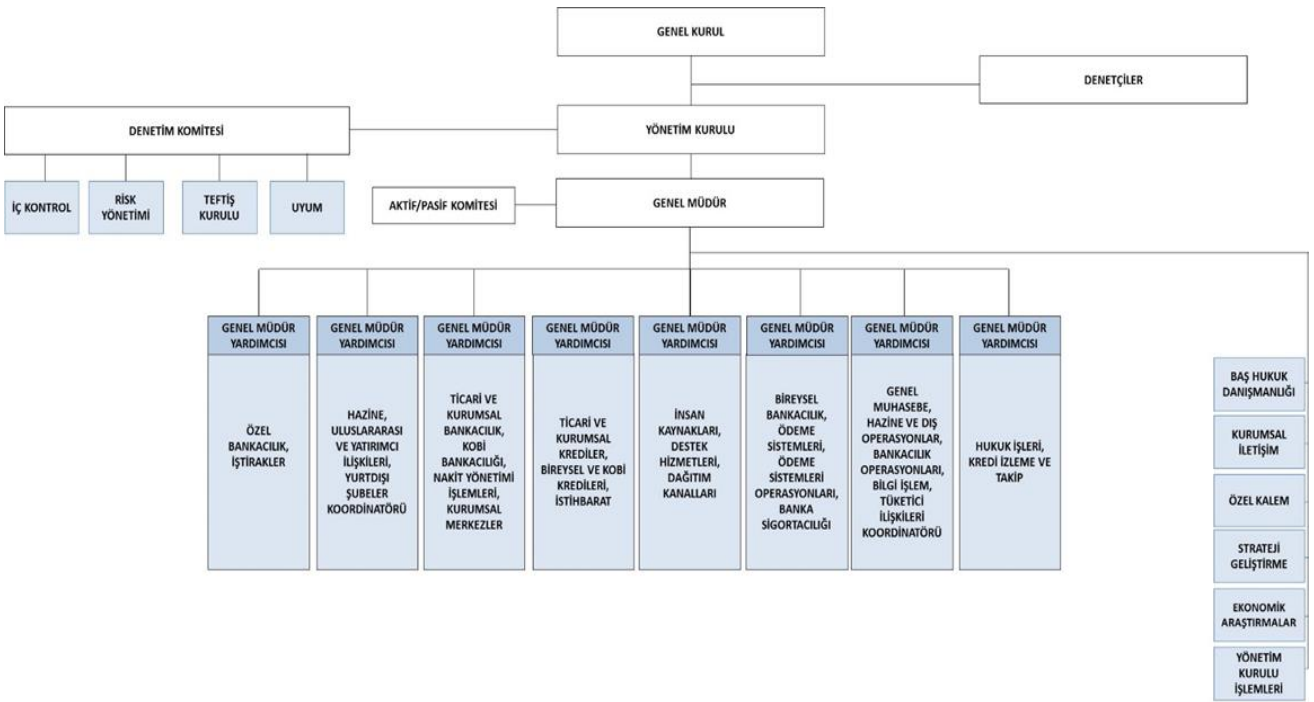 GENEL KURUL
DENETÇİLER
DENETİM KOMİTESİ
YÖNETİM KURULU
İÇ KONTROL
RİSK
YÖNETİMİ
TEFTİŞ
KURULU
UYUM
AKTİF/PASİF KOMİTESİ
GENEL MÜDÜR
GENEL MÜDÜR
YARDIMCISI
ÖZEL
BANKACILIK,
İŞTİRAKLER
GENEL MÜDÜR
YARDIMCISI
HAZİNE,
ULUSLARARASI
VE YATIRIMCI
İLİŞKİLERİ,
YURTDIŞI
ŞUBELER
KOORDİNATÖRÜ
GENEL MÜDÜR
YARDIMCISI
TİCARİ VE
KURUMSAL
BANKACILIK,
KOBİ
BANKACILIĞI,
NAKİT YÖNETİMİ
İŞLEMLERİ,
KURUMSAL
MERKEZLER
GENEL MÜDÜR
YARDIMCISI
TİCARİ VE
KURUMSAL
KREDİLER,
BİREYSEL VE KOBİ
KREDİLERİ,
İSTİHBARAT
GENEL MÜDÜR
YARDIMCISI
İNSAN
KAYNAKLARI,
DESTEK
HİZMETLERİ,
DAĞITIM
KANALLARI
GENEL MÜDÜR
YARDIMCISI
BİREYSEL
BANKACILIK,
ÖDEME
SİSTEMLERİ,
ÖDEME
SİSTEMLERİ
OPERASYONLARI,
BANKA
SİGORTACILIĞI
GENEL MÜDÜR
YARDIMCISI
GENEL
MUHASEBE,
HAZİNE VE DIŞ
OPERASYONLAR,
BANKACILIK
OPERASYONLARI,
BİLGİ İŞLEM,
TÜKETİCİ
İLİŞKİLERİ
KOORDİNATÖRÜ
GENEL MÜDÜR
YARDIMCISI
HUKUK İŞLERİ,
KREDİ İZLEME VE
TAKİP
BAŞ HUKUK
DANIŞMANLIĞI
KURUMSAL
İLETİŞİM
ÖZEL KALEM
STRATEJİ
GELİŞTİRME
EKONOMİK
ARAŞTIRMALAR
YÖNETİM
KURULU
İŞLEMLERİ